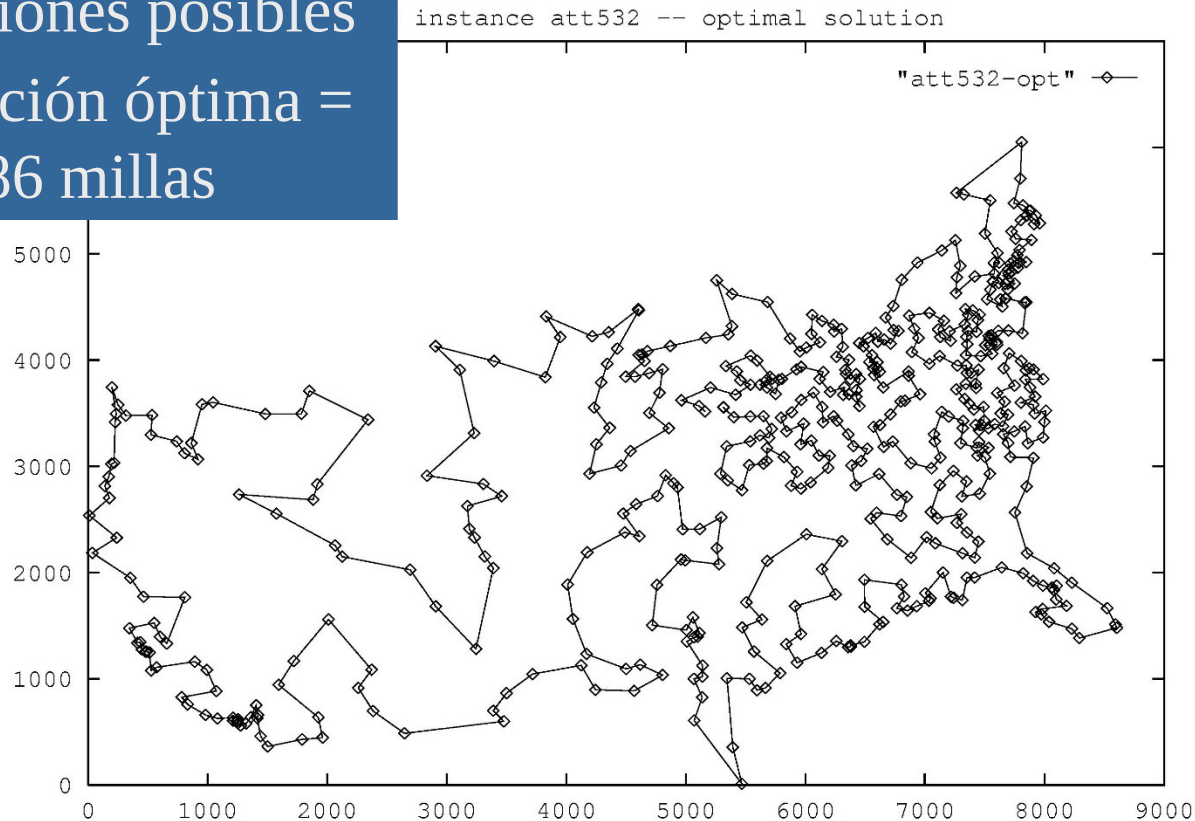 iones posibles
ción óptima =
86 millas
instance att532 -- optimal solution
"att532-opt"
5000
4000
3000
2000
1000
0
0 1000 2000 3000 4000 5000 6000 7000 8000 9000